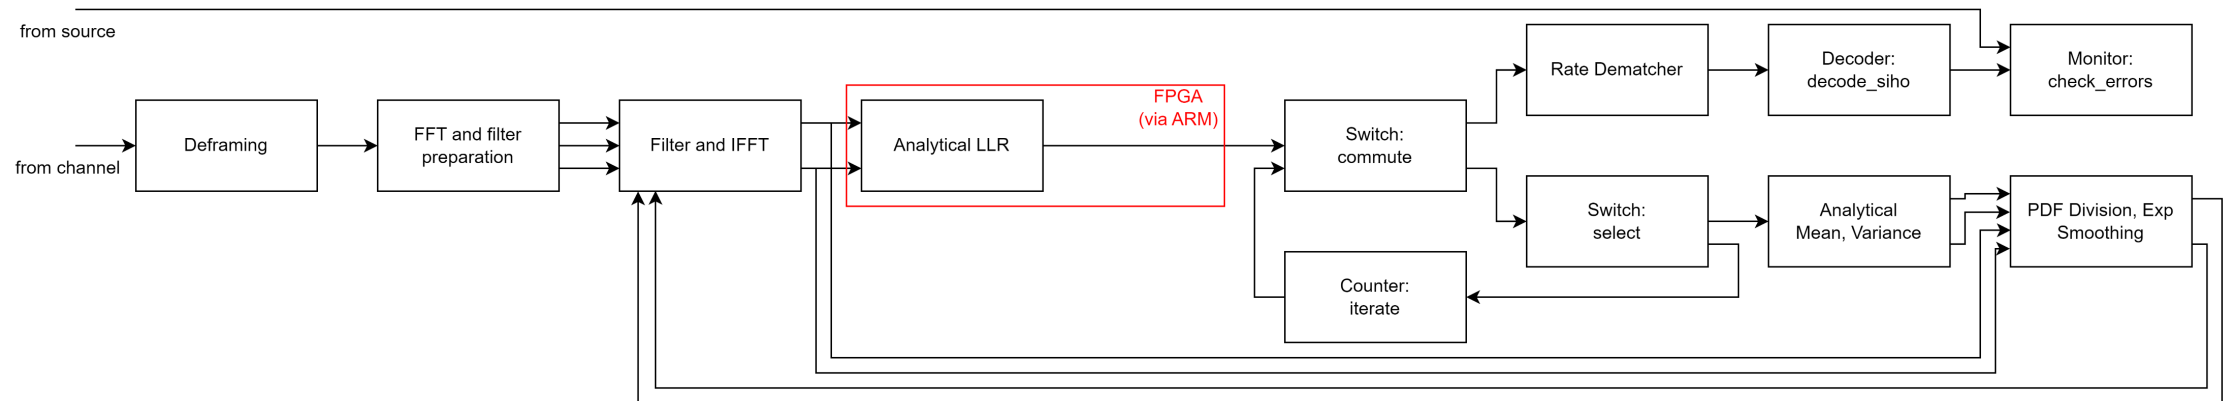 from source
from channel
Deframing
FFT and filter
preparation
Filter and IFFT
Analytical LLR
FPGA
(via ARM)
Switch:
commute
Counter:
iterate
Rate Dematcher
Switch:
select
Decoder:
decode_siho
Analytical
Mean, Variance
Monitor:
check_errors
PDF Division, Exp
Smoothing